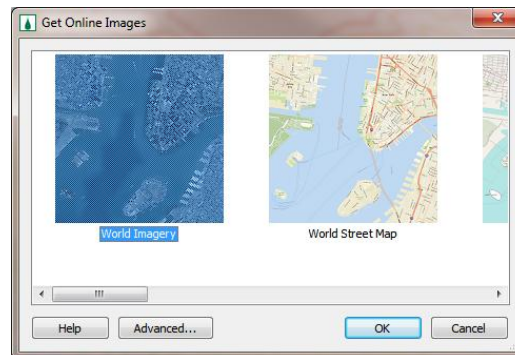 Get Online Images
World Imagery
World Street Map
Help
Advanced...
OK
Cancel